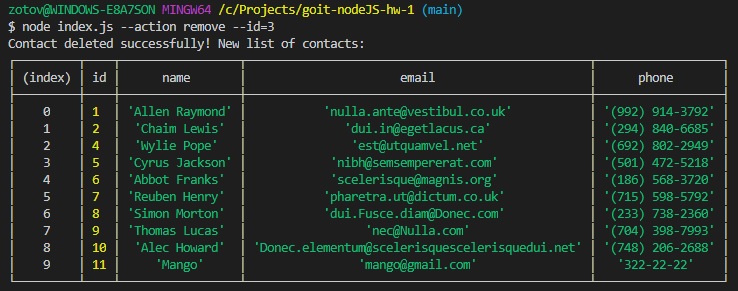 zotov@WINDOWS-E8A7SON MINGW64 /c/Projects/goit-nodeJS-hw-1 (main)
$ node index.js --action remove --id=3
Contact deleted successfully! New list of contacts:
(index) id name email phone
0 1 'Allen Raymond' 'nulla.ante@vestibul.co.uk' '(992) 914-3792'
1 2 'Chaim Lewis' 'dui.in@egetlacus.ca' '(294) 840-6685'
2 4 'Wylie Pope' 'est@utquamvel.net' '(692) 802-2949'
3 5 'Cyrus Jackson' 'nibh@semsempererat.com' '(501) 472-5218'
4 6 'Abbot Franks' 'scelerisque@magnis.org' '(186) 568-3720'
5 7 'Reuben Henry' 'pharetra.ut@dictum.co.uk' '(715) 598-5792'
6 8 'Simon Morton' 'dui.Fusce.diam@Donec.com' '(233) 738-2360'
7 9 'Thomas Lucas' 'nec@Nulla.com' '(704) 398-7993'
8 10 'Alec Howard' 'Donec.elementum@scelerisquescelerisquedui.net' '(748) 206-2688'
9 11 'Mango' 'mango@gmail.com' '322-22-22'